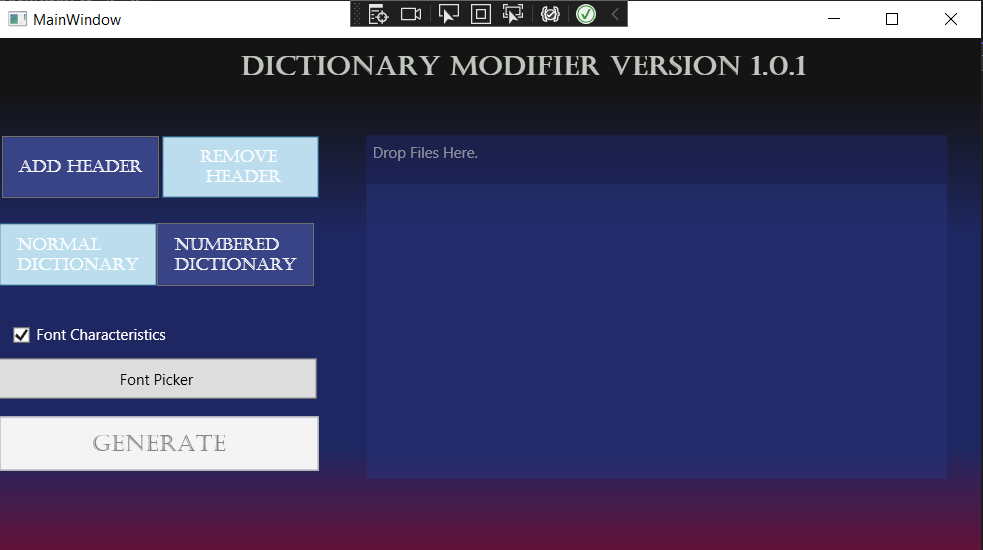 MainWindow
DICTIONARY MODIFIER VERSION 1.0.1
ADD HEADER
REMOVE
HEADER
Drop Files Here.
NORMAL
DICTIONARY
NUMBERED
DICTIONARY
Font Characteristics
Font Picker
GENERATE